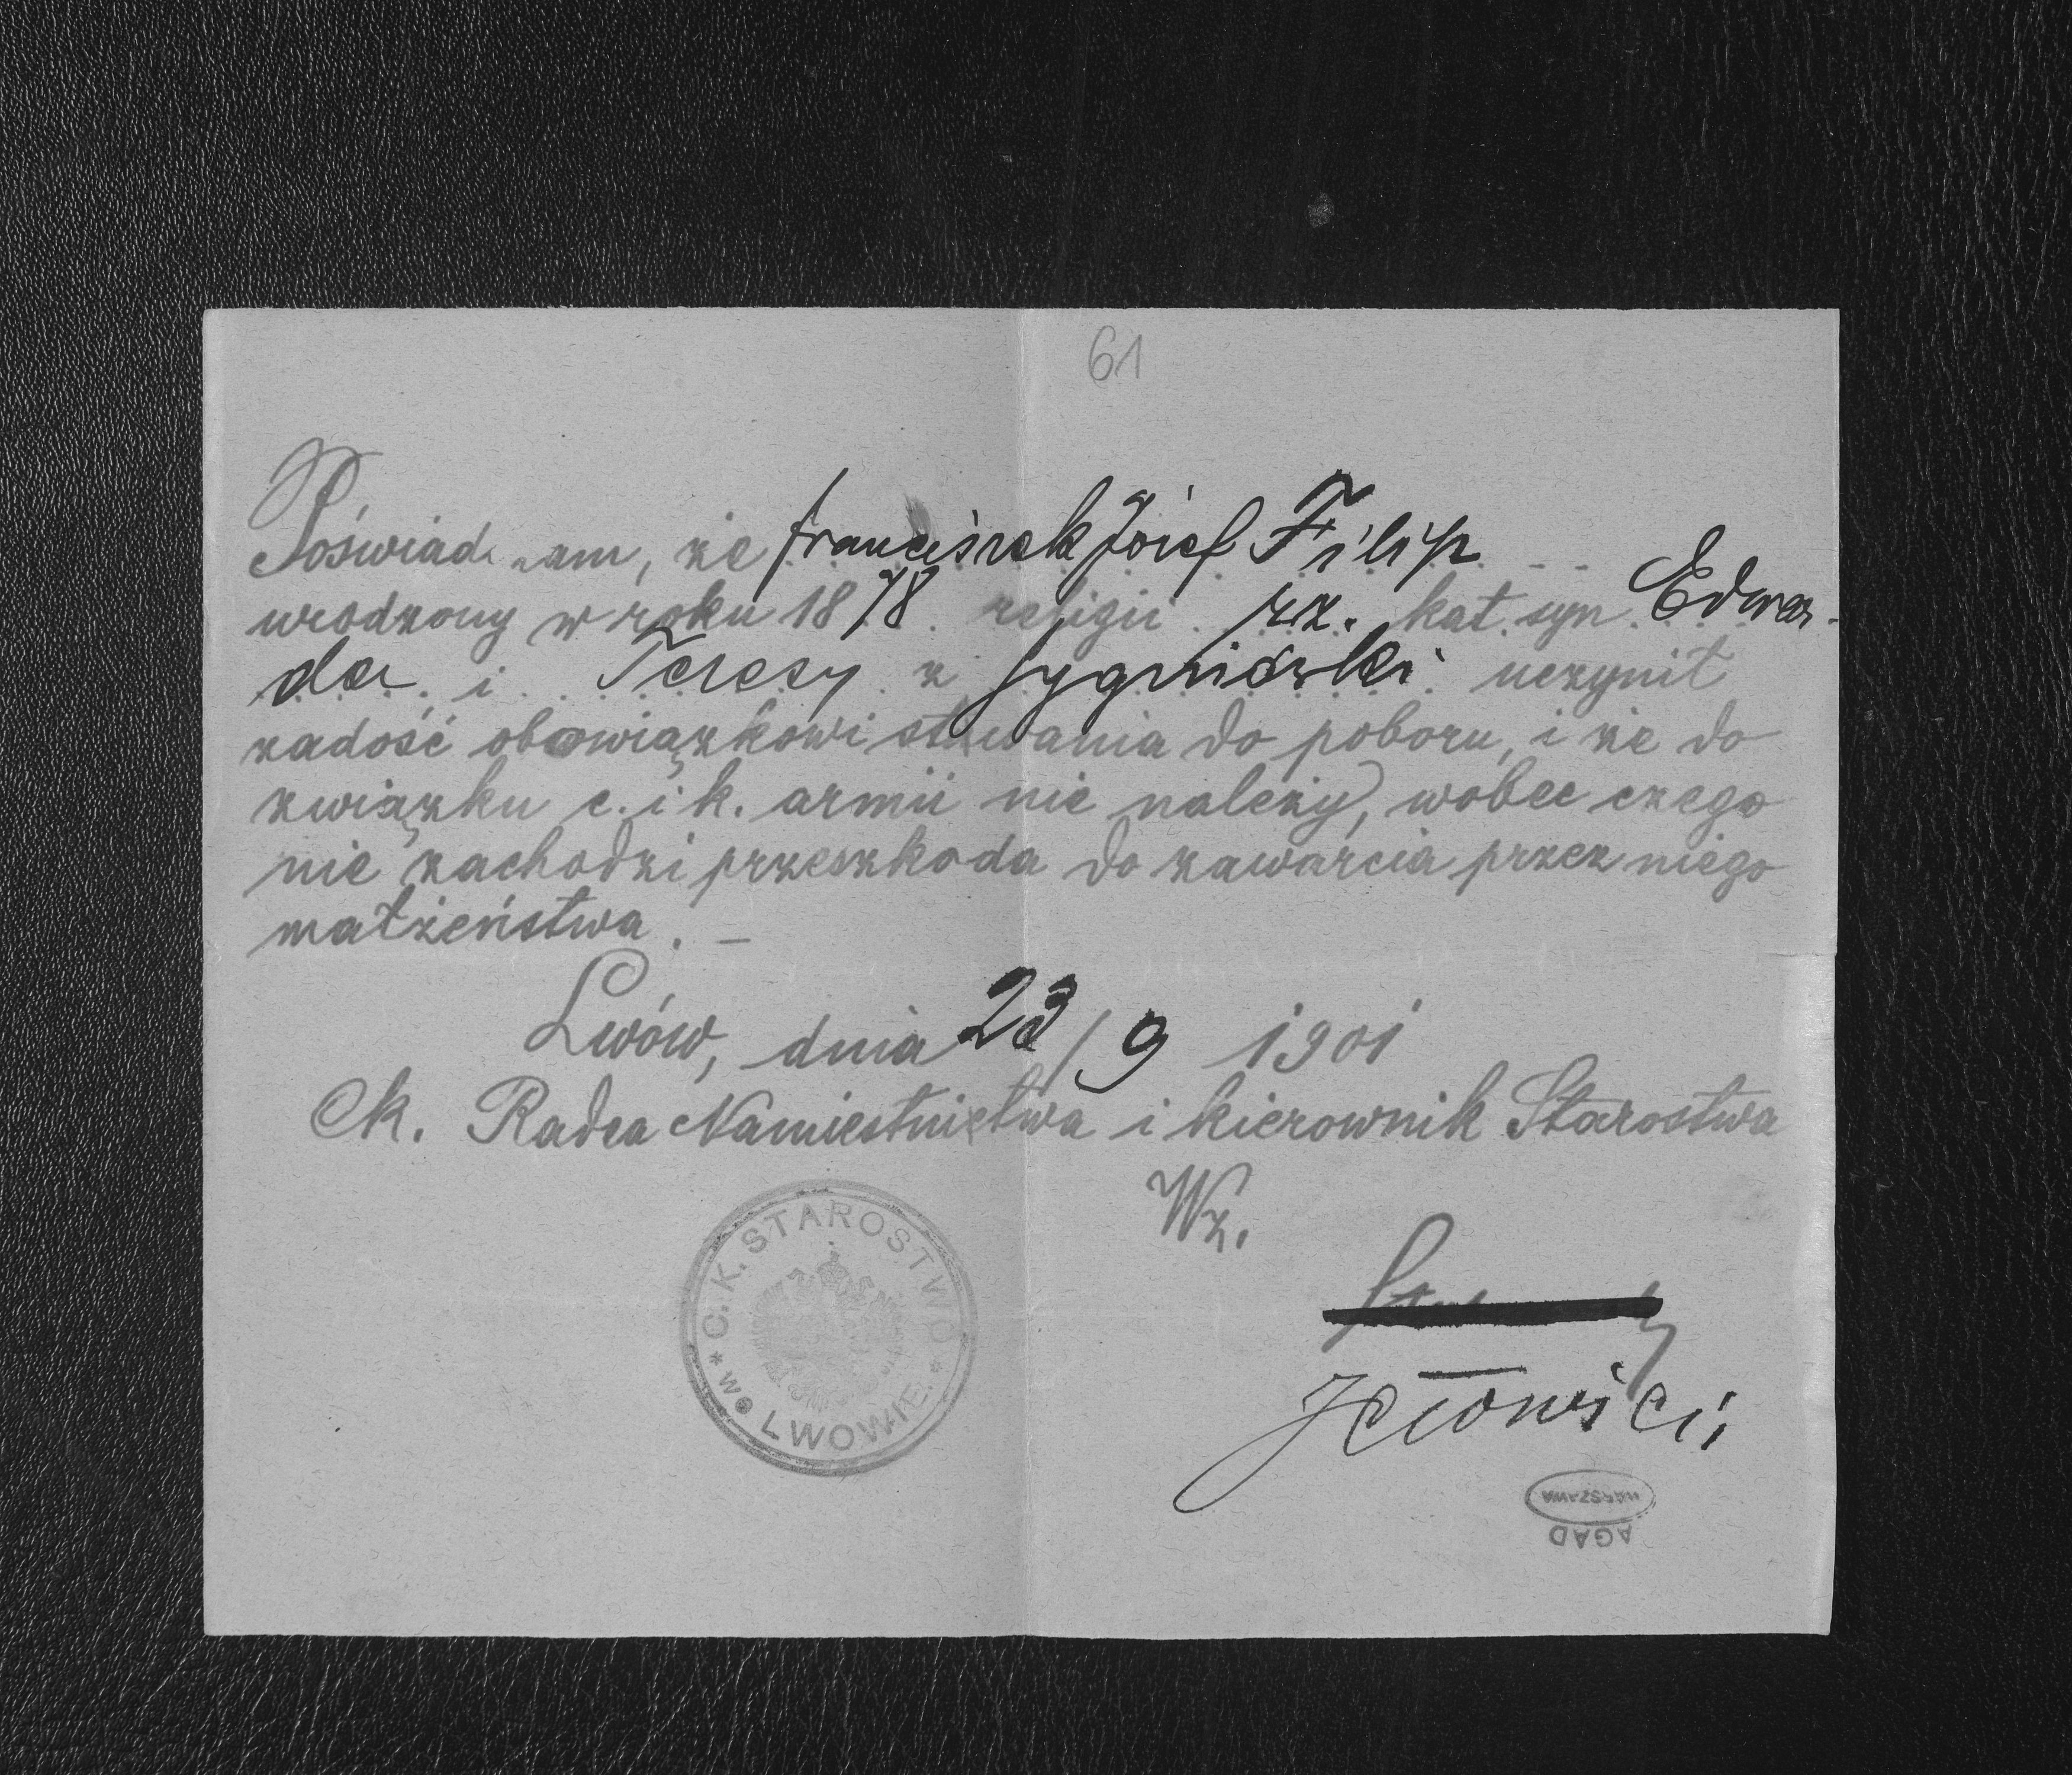 61
Poświadczam, że Franciszek Józef Filip
urodzony w roku 1878 religii rz. kat. syn Edwar-
da i Teresy z uczynił
zadość obowiązkowi stawania do poboru, i że do
związku c. i k. armii nie należy, wobec czego
nie zachodzi przeszkoda do zawarcia przez niego
małżeństwa. —
Lwów, dnia 23/9 1901
Ck. Radca Namiestnictwa i kierownik Starostwa
Wz.
C.K. STAROSTWO * we LWOWIE. *
WARSZAWA
AGAD